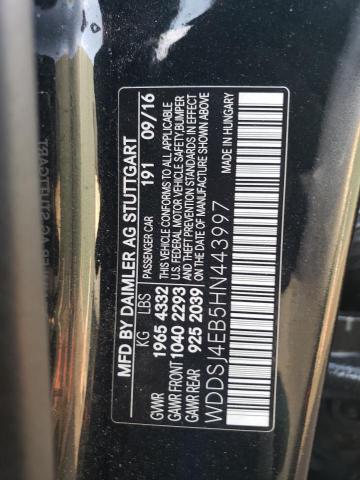 MFD BY DAIMLER AG STUTTGART
KG LBS PASSENGER CAR 191 09/16
GVWR 1965 4332 THIS VEHICLE CONFORMS TO ALL APPLICABLE
GAWR FRONT 1040 2293 U.S. FEDERAL MOTOR VEHICLE SAFETY, BUMPER
GAWR REAR 925 2039 AND THEFT PREVENTION STANDARDS IN EFFECT
ON THE DATE OF MANUFACTURE SHOWN ABOVE
WDDSJ4EB5HN443997 MADE IN HUNGARY